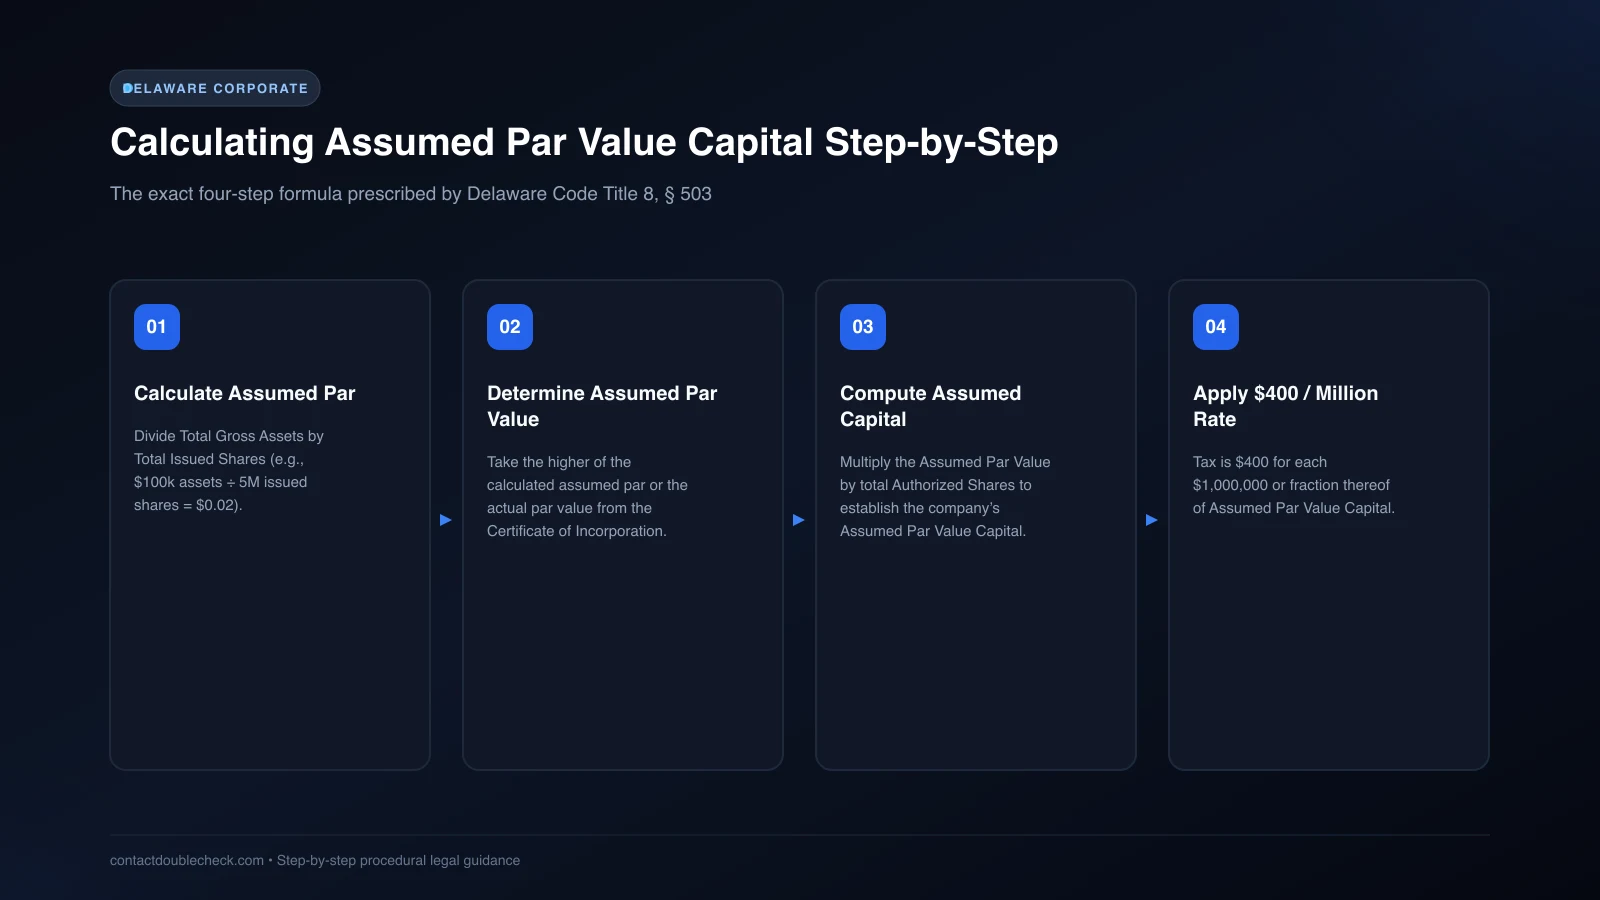 DELAWARE CORPORATE
Calculating Assumed Par Value Capital Step-by-Step
The exact four-step formula prescribed by Delaware Code Title 8, § 503
01
Calculate Assumed Par
Divide Total Gross Assets by
Total Issued Shares (e.g.,
$100k assets ÷ 5M issued
shares = $0.02).
02
Determine Assumed Par
Value
Take the higher of the
calculated assumed par or the
actual par value from the
Certificate of Incorporation.
03
Compute Assumed
Capital
Multiply the Assumed Par Value
by total Authorized Shares to
establish the company’s
Assumed Par Value Capital.
04
Apply $400 / Million
Rate
Tax is $400 for each
$1,000,000 or fraction thereof
of Assumed Par Value Capital.
contactdoublecheck.com • Step-by-step procedural legal guidance